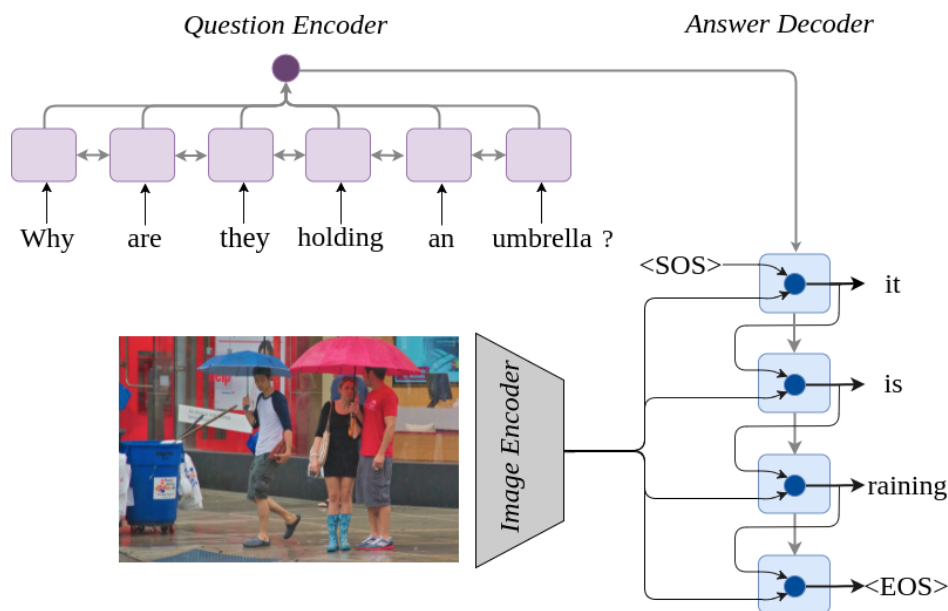 Question Encoder
Answer Decoder
Why are they holding an umbrella ?
<SOS>
it
is
Image Encoder
raining
<EOS>